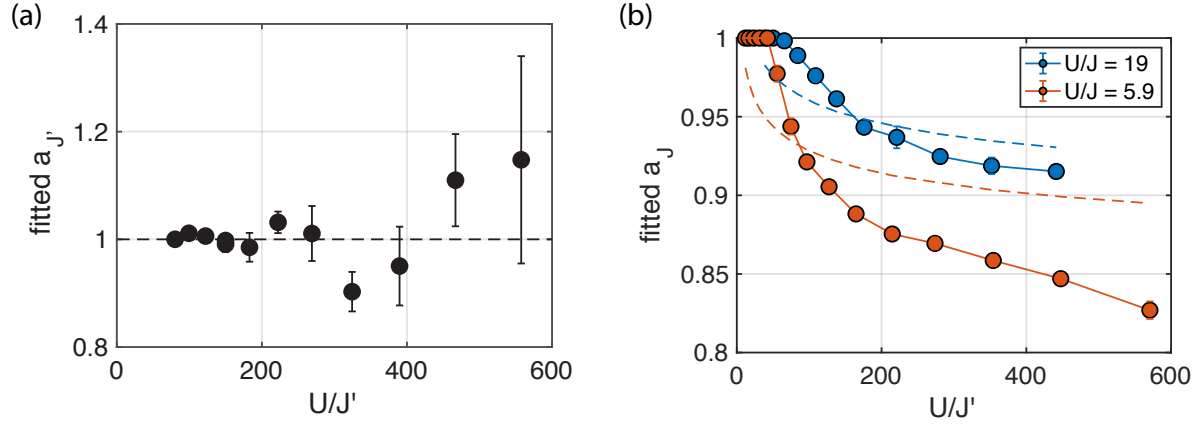 (a)
1.4
1.2
1
0.8
fitted a_J'
0
200
400
600
U/J'
(b)
1
0.95
0.9
0.85
0.8
fitted a_J
0
200
400
600
U/J'
U/J = 19
U/J = 5.9